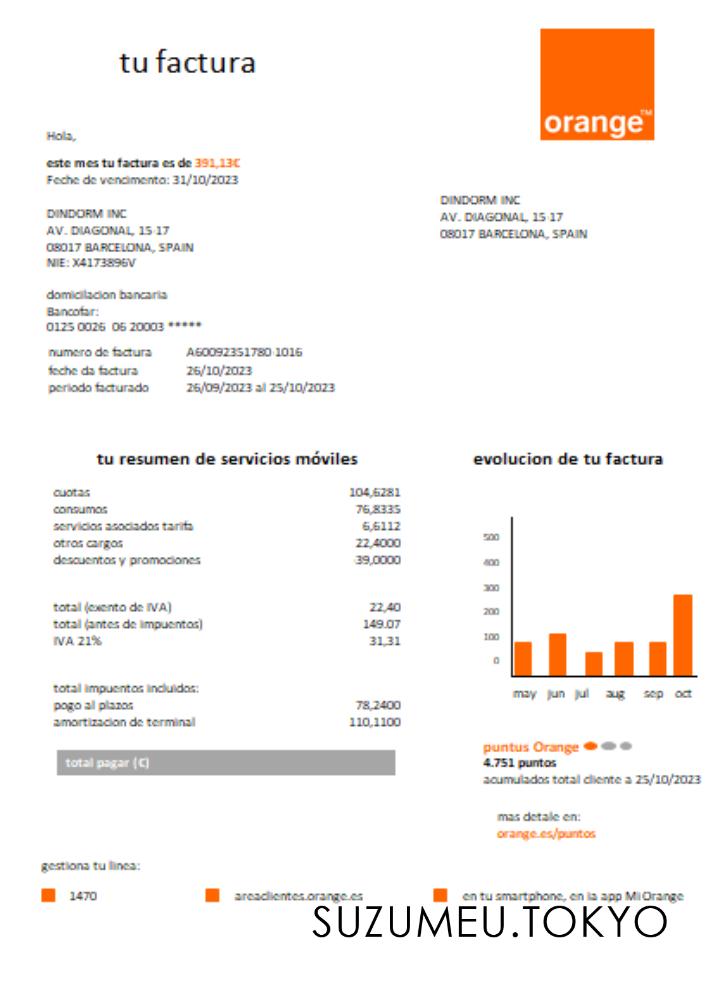 tu factura
orange™
Hola,
este mes tu factura es de 391,13€
Feche de vencimento: 31/10/2023
DINDORM INC
AV. DIAGONAL, 15-17
08017 BARCELONA, SPAIN
DINDORM INC
AV. DIAGONAL, 15-17
08017 BARCELONA, SPAIN
NIE: X4173896V
domicilacion bancaria
Bancofar:
0125 0026 06 20003 *****
numero de factura A60092351780-1016
feche da factura 26/10/2023
periodo facturado 26/09/2023 al 25/10/2023
tu resumen de servicios móviles
cuotas 104,6281
consumos 76,8335
servicios asociados tarifa 6,6112
otros cargos 22,4000
descuentos y promociones -39,0000
total (exento de IVA) 22,40
total (antes de impuentos) 149.07
IVA 21% 31,31
total impuentos incluidos:
pogo al plazos 78,2400
amortizacion de terminal 110,1100
total pagar (€)
evolucion de tu factura
500
400
300
200
100
0
may jun jul aug sep oct
puntus Orange
4.751 puntos
acumulados total cliente a 25/10/2023
mas detale en:
orange.es/puntos
gestiona tu linea:
1470 areaclientes.orange.es en tu smartphone, en la app Mi Orange
SUZUMEU.TOKYO